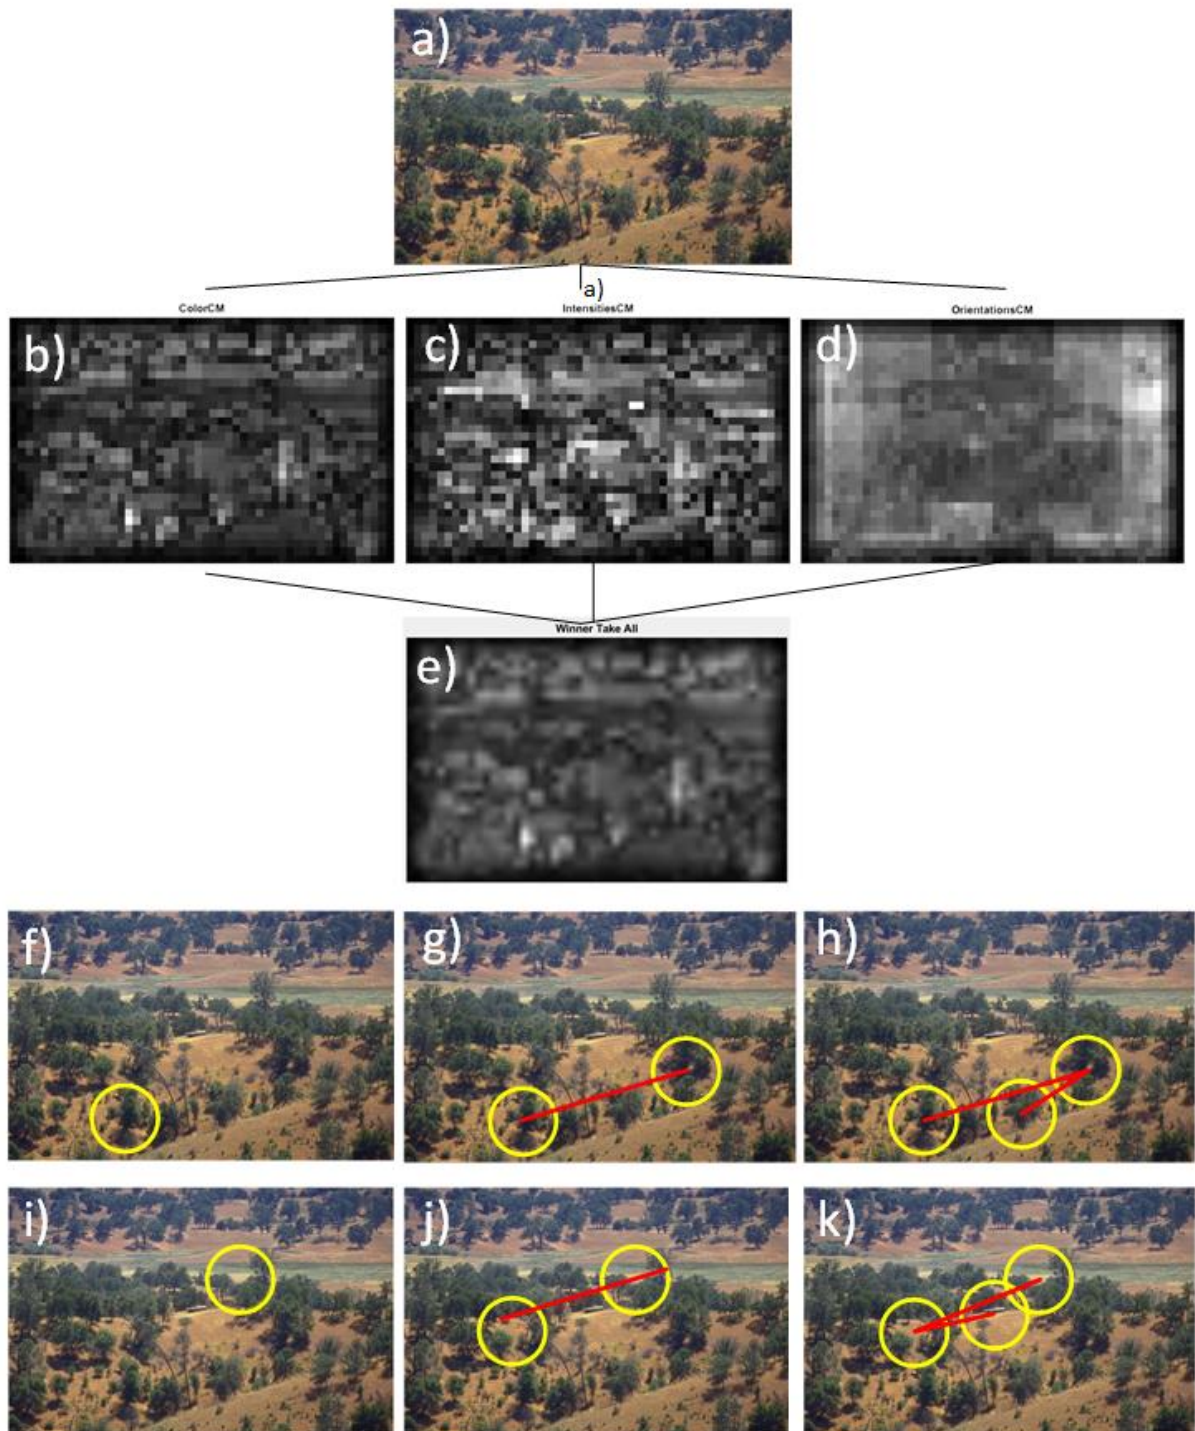 a)
a)
ColorCM
IntensitiesCM
OrientationsCM
b)
c)
d)
Winner Take All
e)
f)
g)
h)
i)
j)
k)